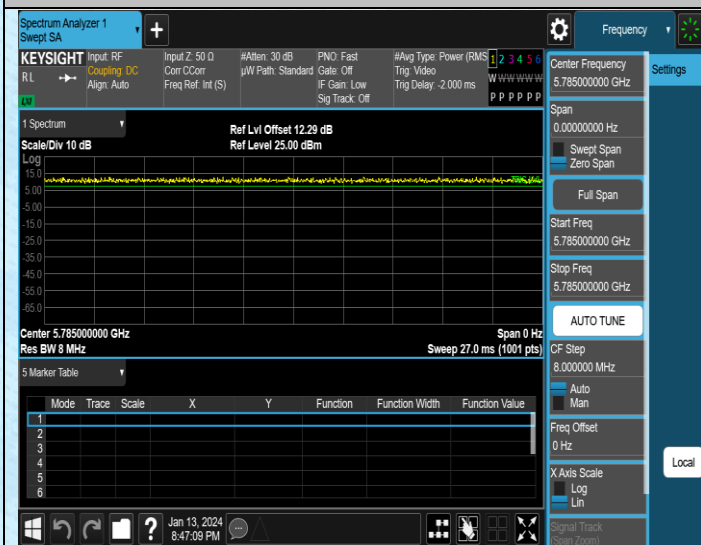 Spectrum Analyzer 1
Swept SA
Frequency
KEYSIGHT
RL
Input: RF
Coupling: DC
Align: Auto
Input Z: 50 Ω
Corr CCorr
Freq Ref: Int (S)
#Atten: 30 dB
µW Path: Standard
PNO: Fast
Gate: Off
IF Gain: Low
Sig Track: Off
#Avg Type: Power (RMS
Trig: Video
Trig Delay: -2.000 ms
1 2 3 4 5 6
W W W W W W
P P P P P P
1 Spectrum
Scale/Div 10 dB
Ref Lvl Offset 12.29 dB
Ref Level 25.00 dBm
Log
15.0
5.00
-5.00
-15.0
-25.0
-35.0
-45.0
-55.0
-65.0
Center 5.785000000 GHz
Span 0 Hz
Res BW 8 MHz
Sweep 27.0 ms (1001 pts)
5 Marker Table
Mode Trace Scale X Y Function Function Width Function Value
1
2
3
4
5
6
Jan 13, 2024
8:47:09 PM
Center Frequency
5.785000000 GHz
Span
0.00000000 Hz
Swept Span
Zero Span
Full Span
Start Freq
5.785000000 GHz
Stop Freq
5.785000000 GHz
AUTO TUNE
CF Step
8.000000 MHz
Auto
Man
Freq Offset
0 Hz
X Axis Scale
Log
Lin
Signal Track
(Span Zoom)
Settings
Local